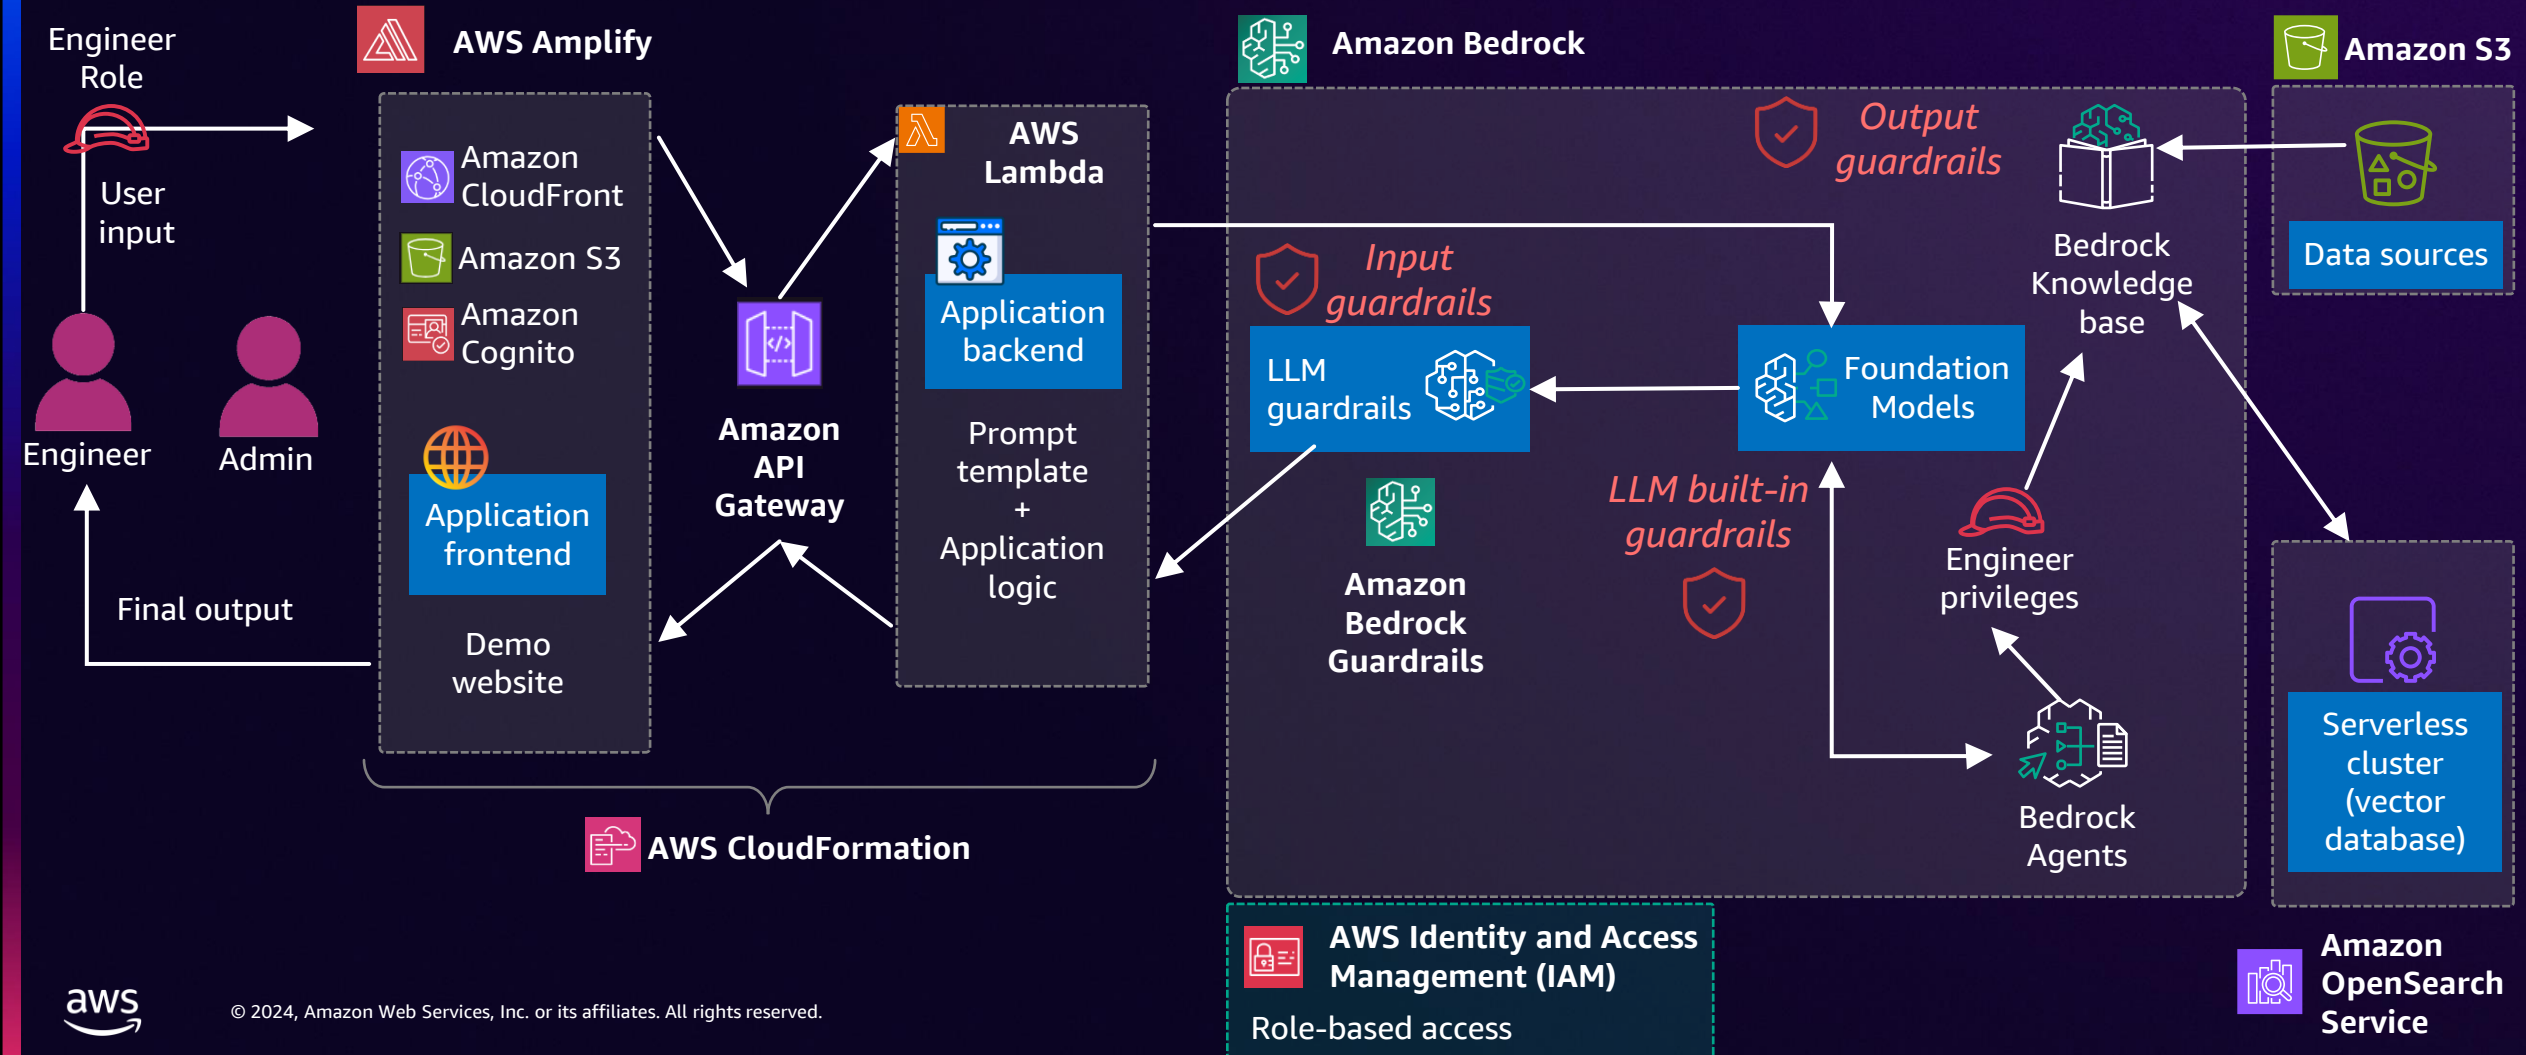 Engineer
Role
User
input
Engineer
Admin
Final output
AWS Amplify
Amazon
CloudFront
Amazon S3
Amazon
Cognito
Application
frontend
Demo
website
Amazon
API
Gateway
AWS
Lambda
Application
backend
Prompt
template
+
Application
logic
AWS CloudFormation
Amazon Bedrock
Output
guardrails
Input
guardrails
LLM
guardrails
Foundation
Models
Amazon
Bedrock
Guardrails
LLM built-in
guardrails
Bedrock
Knowledge
base
Engineer
privileges
Bedrock
Agents
Amazon S3
Data sources
Serverless
cluster
(vector
database)
Amazon
OpenSearch
Service
AWS Identity and Access
Management (IAM)
Role-based access
aws
© 2024, Amazon Web Services, Inc. or its affiliates. All rights reserved.